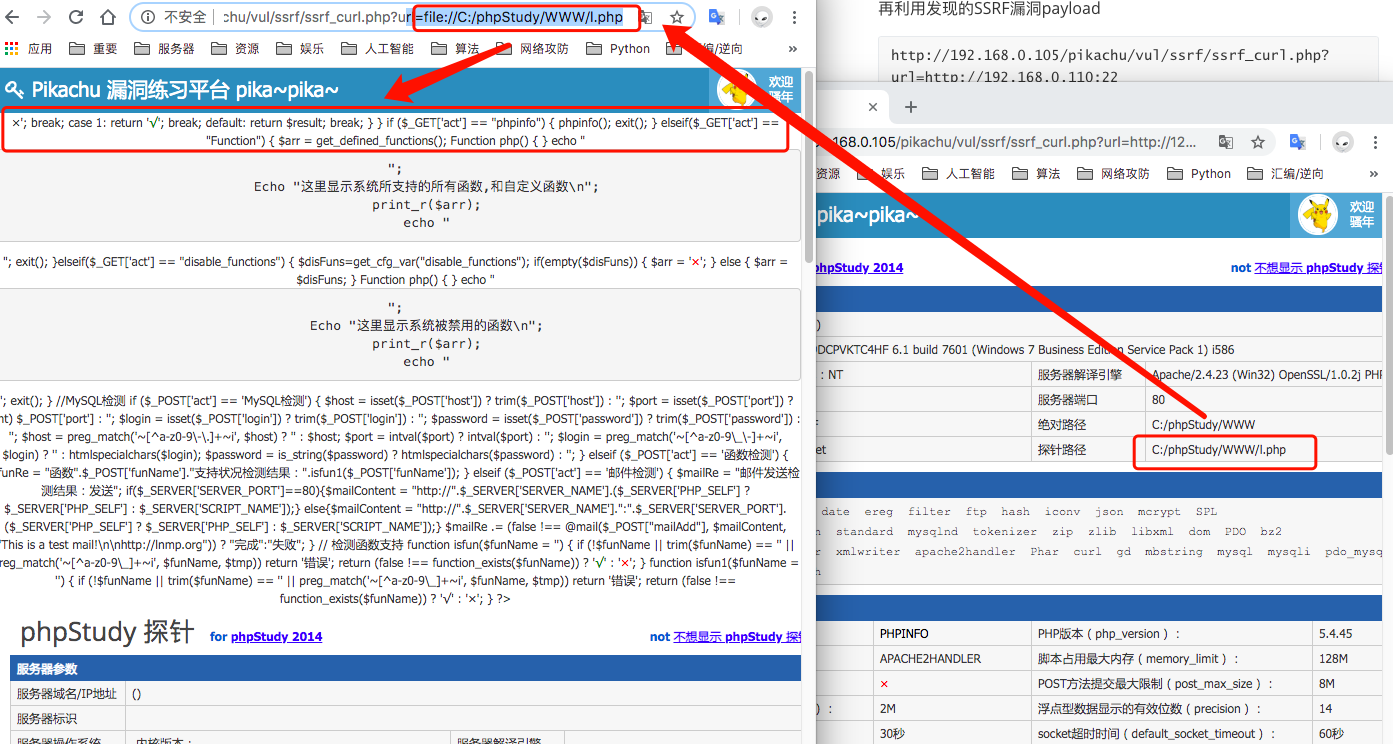 不安全 | :hu/vul/ssrf/ssrf_curl.php?url=file://C:/phpStudy/WWW/l.php
应用 重要 服务器 资源 娱乐 人工智能 算法 网络攻防 Python 汇编/逆向 »
Pikachu 漏洞练习平台 pika~pika~
欢迎
骚年
×'; break; case 1: return '√'; break; default: return $result; break; } } if ($_GET['act'] == "phpinfo") { phpinfo(); exit(); } elseif($_GET['act'] ==
"Function") { $arr = get_defined_functions(); Function php() { } echo "
";
Echo "这里显示系统所支持的所有函数,和自定义函数\n";
print_r($arr);
echo "
"; exit(); }elseif($_GET['act'] == "disable_functions") { $disFuns=get_cfg_var("disable_functions"); if(empty($disFuns)) { $arr = '×'; } else { $arr =
$disFuns; } Function php() { } echo "
";
Echo "这里显示系统被禁用的函数\n";
print_r($arr);
echo "
"; exit(); } //MySQL检测 if ($_POST['act'] == 'MySQL检测') { $host = isset($_POST['host']) ? trim($_POST['host']) : ''; $port = isset($_POST['port']) ?
nt) $_POST['port'] : ''; $login = isset($_POST['login']) ? trim($_POST['login']) : ''; $password = isset($_POST['password']) ? trim($_POST['password']) :
''; $host = preg_match('~[^a-z0-9\-\.]+~i', $host) ? '' : $host; $port = intval($port) ? intval($port) : ''; $login = preg_match('~[^a-z0-9\_\-]+~i',
$login) ? '' : htmlspecialchars($login); $password = is_string($password) ? htmlspecialchars($password) : ''; } elseif ($_POST['act'] == '函数检测') {
funRe = "函数".$_POST['funName']."支持状况检测结果：".isfun1($_POST['funName']); } elseif ($_POST['act'] == '邮件检测') { $mailRe = "邮件发送检
测结果：发送"; if($_SERVER['SERVER_PORT']==80){$mailContent = "http://".$_SERVER['SERVER_NAME'].($_SERVER['PHP_SELF'] ?
$_SERVER['PHP_SELF'] : $_SERVER['SCRIPT_NAME']);} else{$mailContent = "http://".$_SERVER['SERVER_NAME'].":".$_SERVER['SERVER_PORT'].
($_SERVER['PHP_SELF'] ? $_SERVER['PHP_SELF'] : $_SERVER['SCRIPT_NAME']);} $mailRe .= (false !== @mail($_POST["mailAdd"], $mailContent,
"This is a test mail!\n\nhttp://lnmp.org")) ? "完成":"失败"; } // 检测函数支持 function isfun($funName = '') { if (!$funName || trim($funName) == '' ||
reg_match('~[^a-z0-9\_]+~i', $funName, $tmp)) return '错误'; return (false !== function_exists($funName)) ? '√' : '×'; } function isfun1($funName =
'') { if (!$funName || trim($funName) == '' || preg_match('~[^a-z0-9\_]+~i', $funName, $tmp)) return '错误'; return (false !==
function_exists($funName)) ? '√' : '×'; } ?>
phpStudy 探针 for phpStudy 2014 not 不想显示 phpStudy 探针
服务器参数
服务器域名/IP地址 ()
服务器标识
服务器操作系统 内核版本： 服务器解译引擎
再利用发现的SSRF漏洞payload
http://192.168.0.105/pikachu/vul/ssrf/ssrf_curl.php?
url=http://192.168.0.110:22
.168.0.105/pikachu/vul/ssrf/ssrf_curl.php?url=http://12...
资源 娱乐 人工智能 算法 网络攻防 Python 汇编/逆向 »
pika~pika~
欢迎
骚年
phpStudy 2014 not 不想显示 phpStudy 探针
)
DCPVKTC4HF 6.1 build 7601 (Windows 7 Business Edition Service Pack 1) i586
：NT 服务器解译引擎 Apache/2.4.23 (Win32) OpenSSL/1.0.2j PHP
服务器端口 80
绝对路径 C:/phpStudy/WWW
et 探针路径 C:/phpStudy/WWW/l.php
date ereg filter ftp hash iconv json mcrypt SPL
standard mysqlnd tokenizer zip zlib libxml dom PDO bz2
r xmlwriter apache2handler Phar curl gd mbstring mysql mysqli pdo_mysq
n
PHPINFO PHP版本（php_version）： 5.4.45
APACHE2HANDLER 脚本占用最大内存（memory_limit）： 128M
× POST方法提交最大限制（post_max_size）： 8M
)： 2M 浮点型数据显示的有效位数（precision）： 14
30秒 socket超时时间（default_socket_timeout）： 60秒